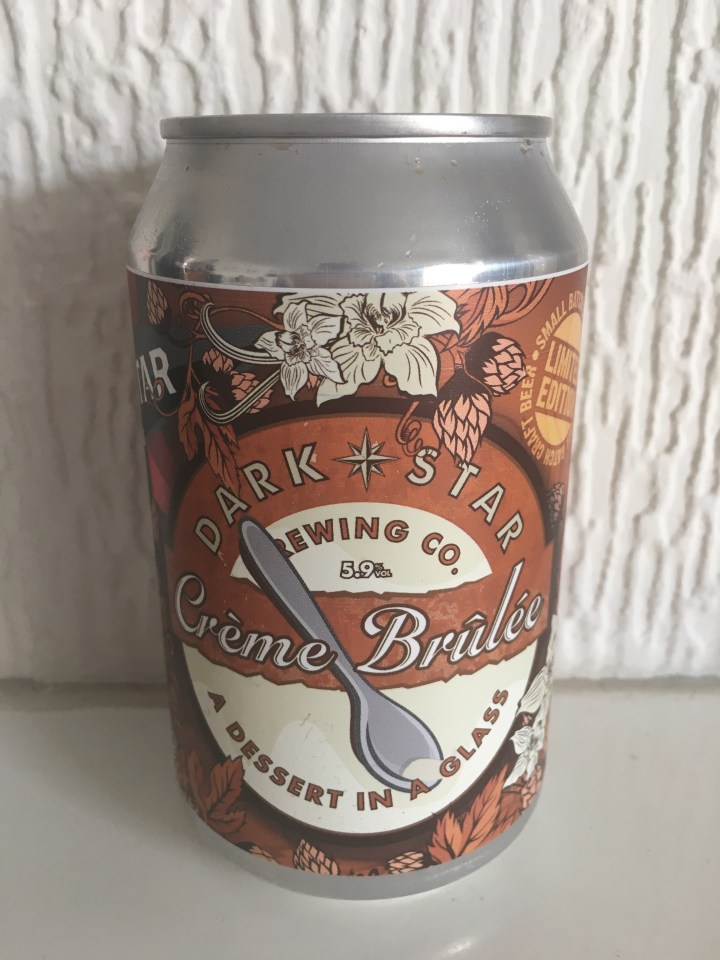 TAR
SMALL BATCH CRAFT BEER
LIMITED
EDITION
DARK STAR
BREWING CO.
5.9% VOL
Crème Brûlée
A DESSERT IN A GLASS